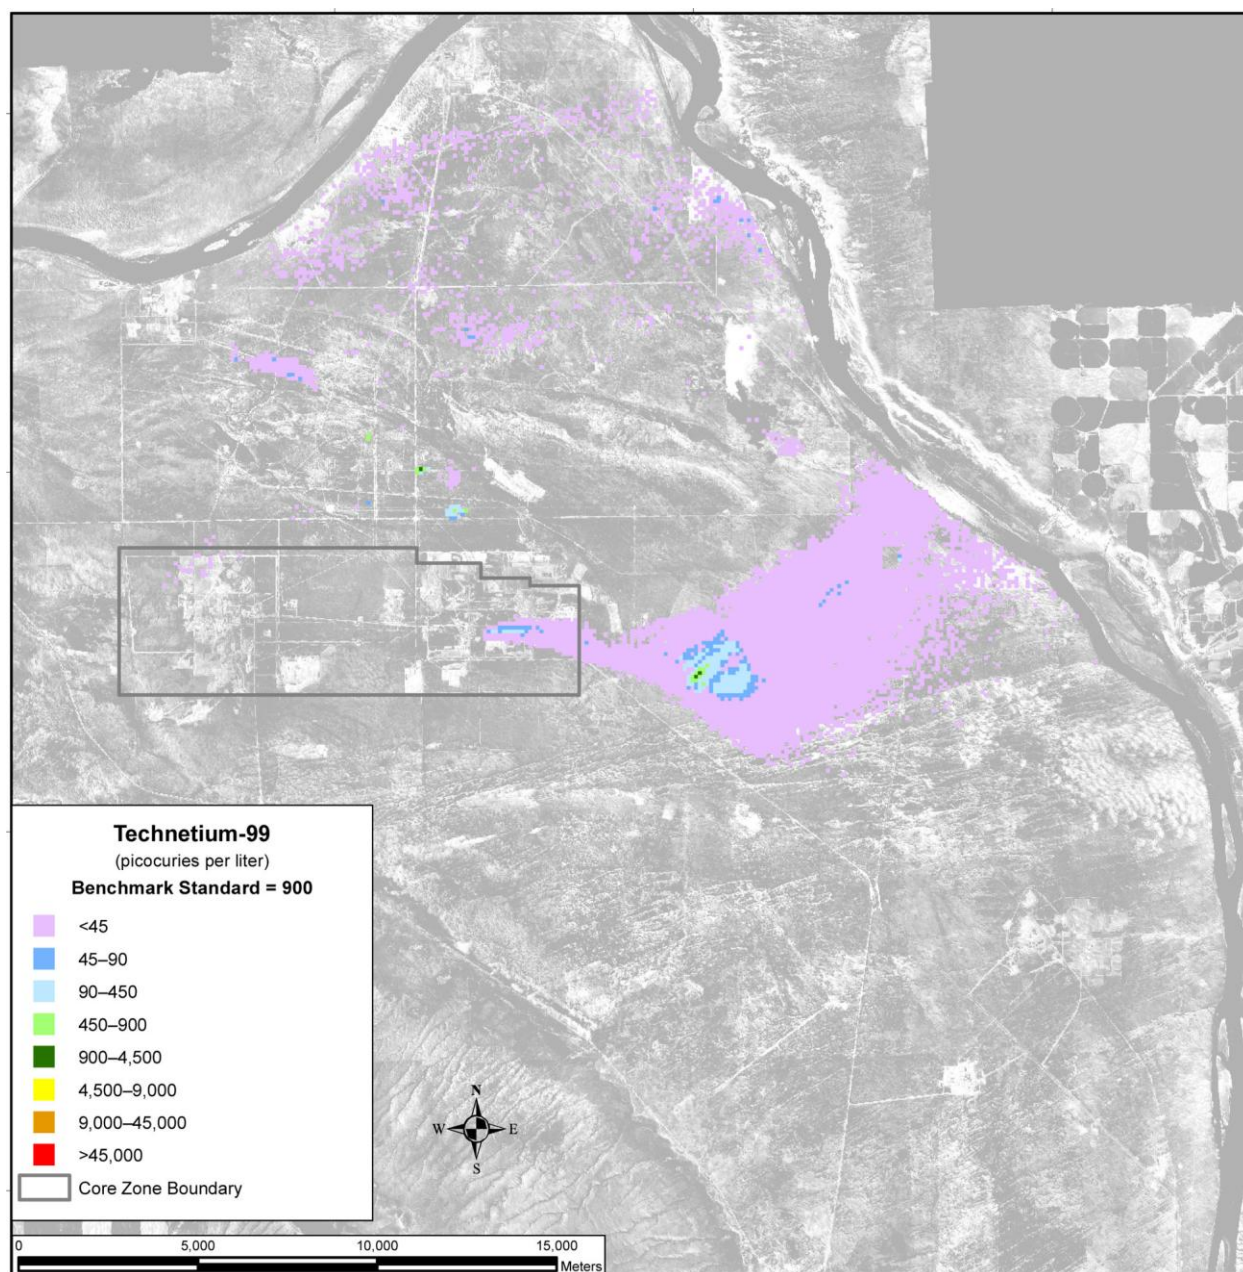 Technetium-99
(picocuries per liter)
Benchmark Standard = 900
<45
45–90
90–450
450–900
900–4,500
4,500–9,000
9,000–45,000
>45,000
Core Zone Boundary
N
W E
S
0 5,000 10,000 15,000
Meters